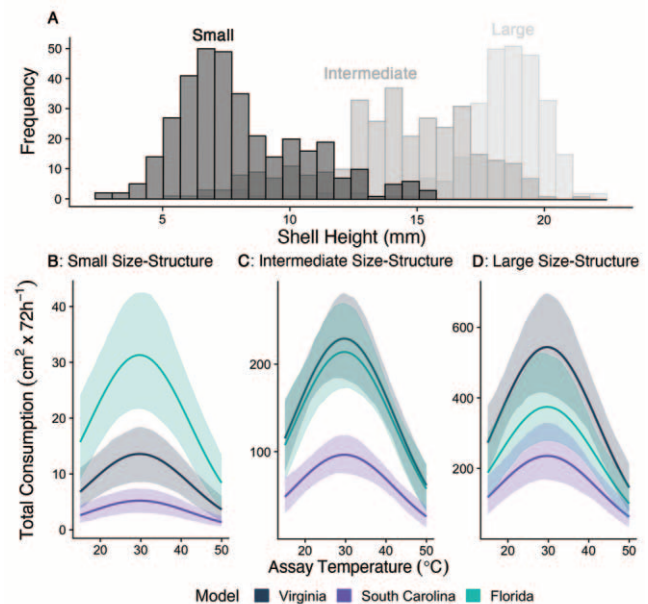 A
Small
Large
Intermediate
Frequency
50
40
30
20
10
0
5
10
15
20
Shell Height (mm)
B: Small Size-Structure
C: Intermediate Size-Structure
D: Large Size-Structure
Total Consumption (cm² x 72h⁻¹)
40
30
20
10
0
200
100
600
400
200
10
20
30
40
50
10
20
30
40
50
10
20
30
40
50
Assay Temperature (°C)
Model
Virginia
South Carolina
Florida